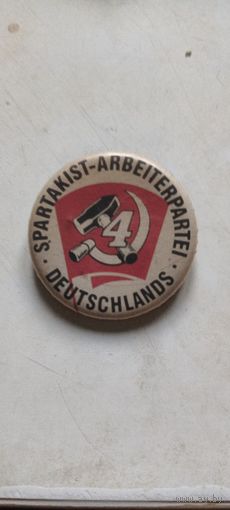 · SPARTAKIST-ARBEITERPARTEI ·
DEUTSCHLANDS
4